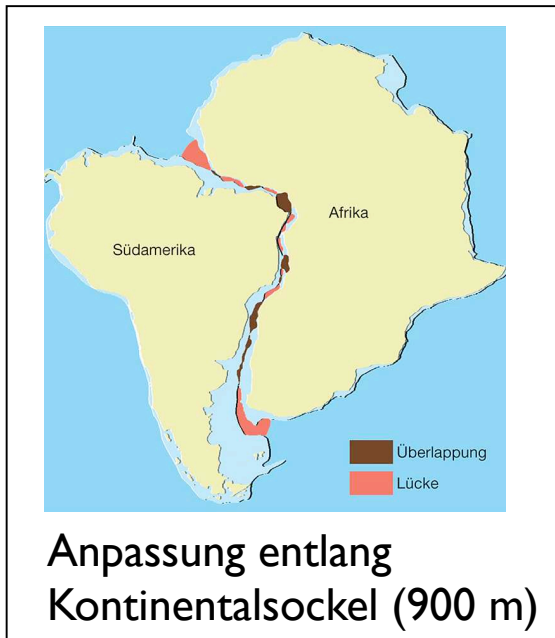 Afrika
Südamerika
Überlappung
Lücke
Anpassung entlang
Kontinentalsockel (900 m)